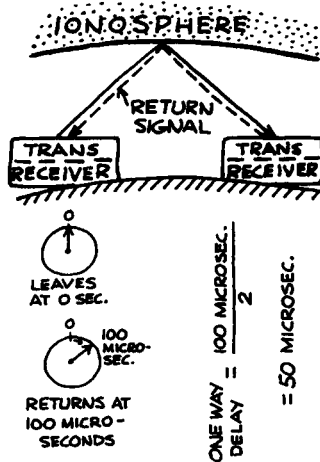 IONOSPHERE
RETURN
SIGNAL
TRANS
RECEIVER
TRANS
RECEIVER
0
LEAVES
AT 0 SEC.
0
100
MICRO-
SEC.
RETURNS AT
100 MICRO-
SECONDS
ONE WAY
DELAY = 100 MICROSEC.
2
= 50 MICROSEC.